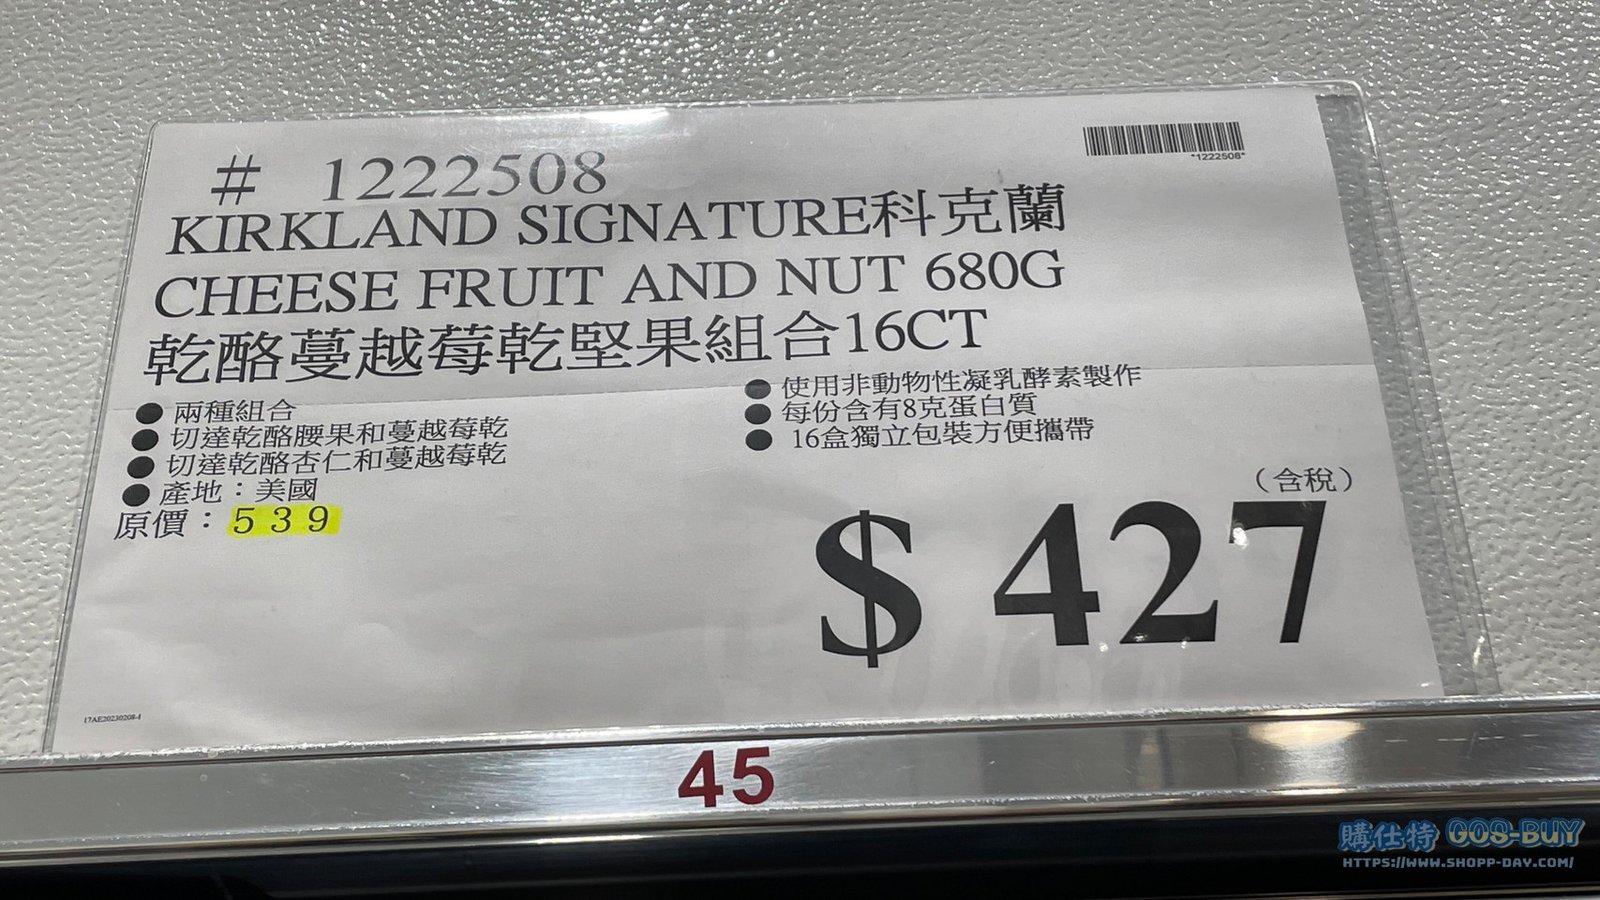 # 1222508
*1222508*
KIRKLAND SIGNATURE科克蘭
CHEESE FRUIT AND NUT 680G
乾酪蔓越莓乾堅果組合16CT
●兩種組合
●切達乾酪腰果和蔓越莓乾
●切達乾酪杏仁和蔓越莓乾
●產地：美國
原價：539
●使用非動物性凝乳酵素製作
●每份含有8克蛋白質
●16盒獨立包裝方便攜帶
（含稅）
$ 427
17AE20230208-1
45
購仕特 GOS-BUY
HTTPS://WWW.SHOPP-DAY.COM/